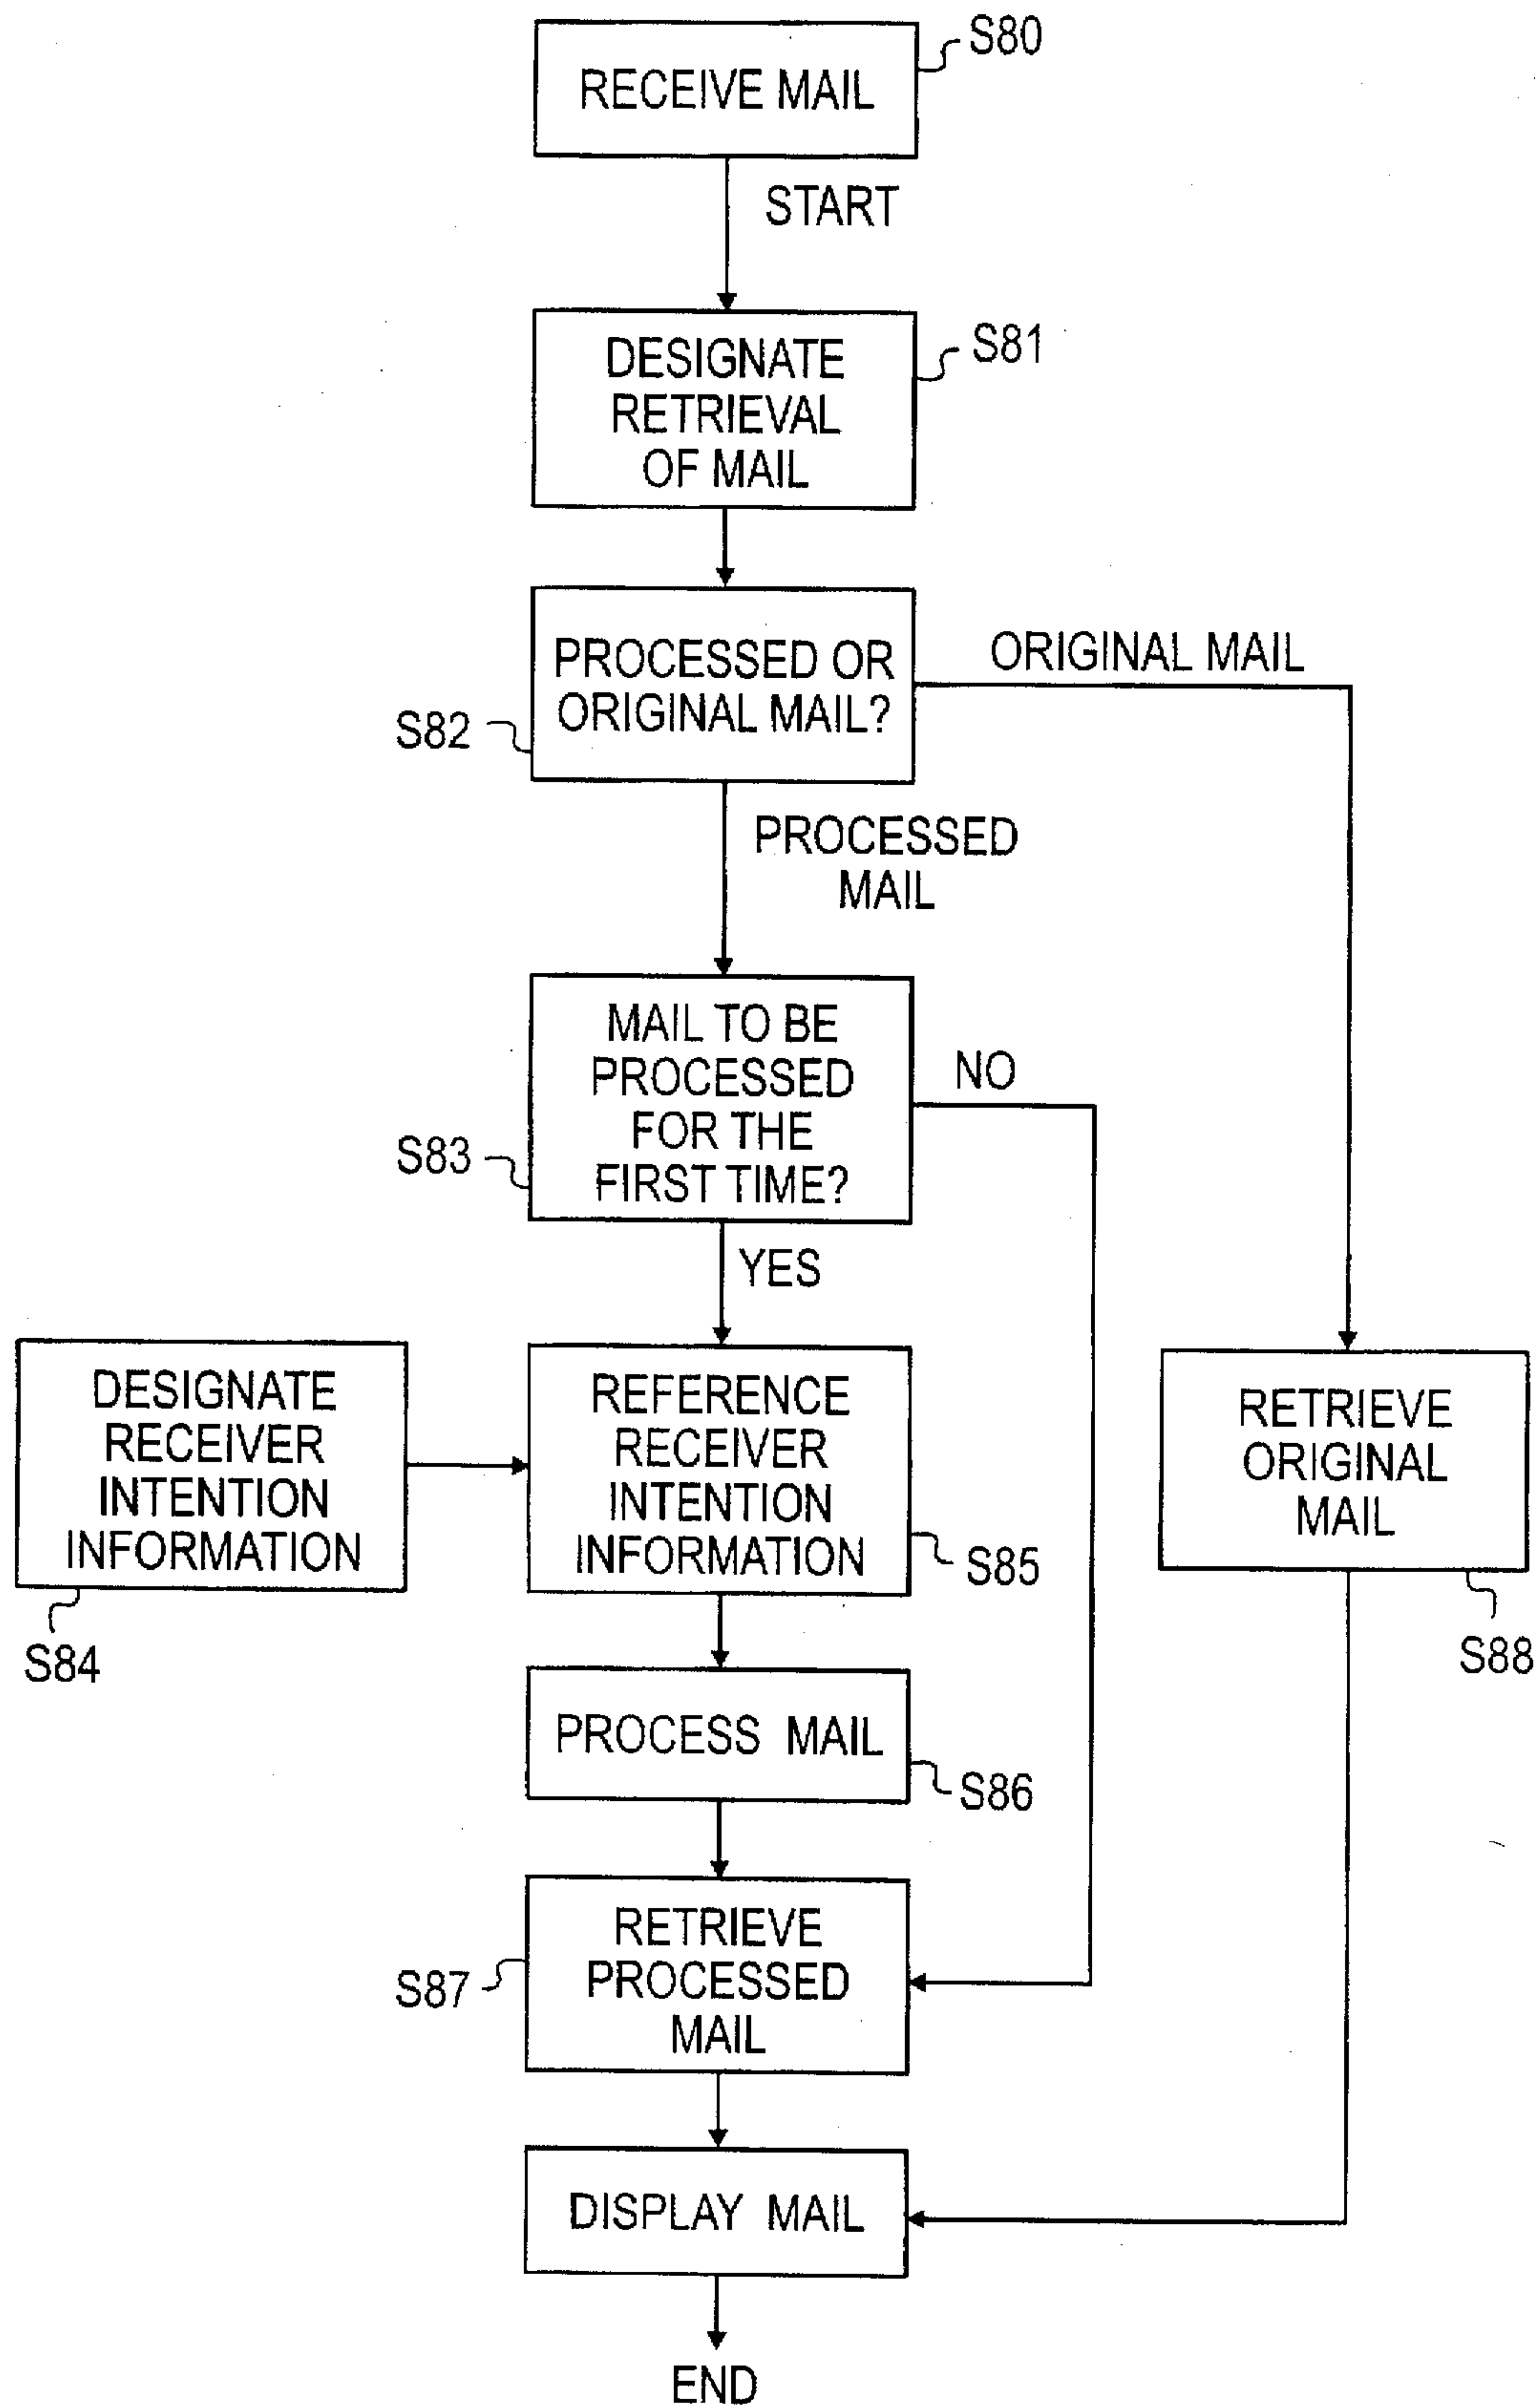 RECEIVE MAIL
S80
START
DESIGNATE
RETRIEVAL
OF MAIL
S81
PROCESSED OR
ORIGINAL MAIL?
S82
ORIGINAL MAIL
PROCESSED
MAIL
MAIL TO BE
PROCESSED
FOR THE
FIRST TIME?
S83
NO
YES
DESIGNATE
RECEIVER
INTENTION
INFORMATION
S84
REFERENCE
RECEIVER
INTENTION
INFORMATION
S85
RETRIEVE
ORIGINAL
MAIL
S88
PROCESS MAIL
S86
RETRIEVE
PROCESSED
MAIL
S87
DISPLAY MAIL
END